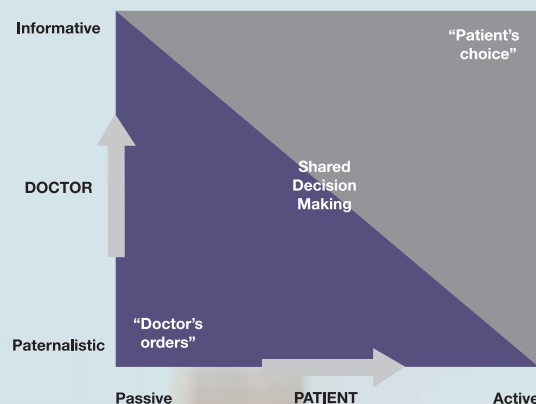 Informative
“Patient’s
choice”
Shared
Decision
Making
DOCTOR
“Doctor’s
orders”
Paternalistic
Passive
PATIENT
Active